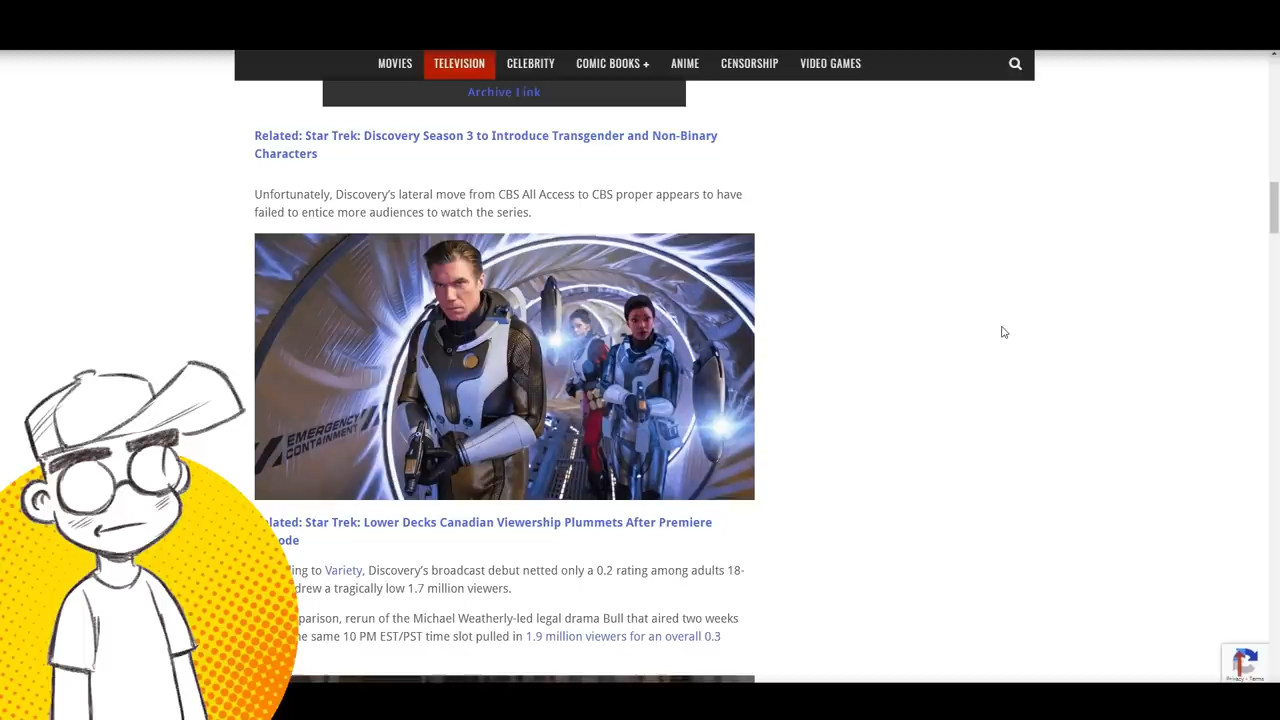 MOVIES TELEVISION CELEBRITY COMIC BOOKS + ANIME CENSORSHIP VIDEO GAMES
Archive Link
Related: Star Trek: Discovery Season 3 to Introduce Transgender and Non-Binary
Characters
Unfortunately, Discovery’s lateral move from CBS All Access to CBS proper appears to have
failed to entice more audiences to watch the series.
EMERGENCY
CONTAINMENT
Star Trek: Lower Decks Canadian Viewership Plummets After Premiere
to Variety, Discovery’s broadcast debut netted only a 0.2 rating among adults 18-
drew a tragically low 1.7 million viewers.
rerun of the Michael Weatherly-led legal drama Bull that aired two weeks
same 10 PM EST/PST time slot pulled in 1.9 million viewers for an overall 0.3
Privacy - Terms